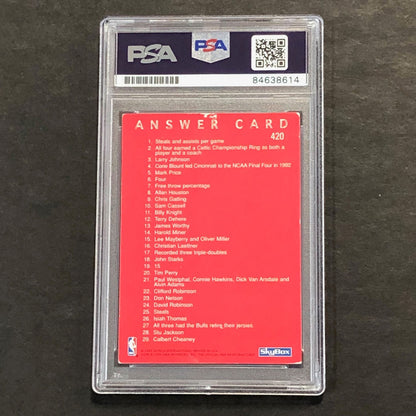 PSA
PSA
84638614
ANSWER CARD
420
1. Steals and assists per game
2. All four earned a Celtic Championship Ring as both a
player and a coach
3. Larry Johnson
4. Corie Blount led Cincinnati to the NCAA Final Four in 1992
5. Mark Price
6. Four
7. Free throw percentage
8. Allan Houston
9. Chris Gatling
10. Sam Cassell
11. Billy Knight
12. Terry Dehere
13. James Worthy
14. Harold Miner
15. Lee Mayberry and Oliver Miller
16. Christian Laettner
17. Recorded three triple-doubles
18. John Starks
19. 15
20. Tim Perry
21. Paul Westphal, Connie Hawkins, Dick Van Arsdale and
Alvin Adams
22. Clifford Robinson
23. Don Nelson
24. David Robinson
25. Steals
26. Isiah Thomas
27. All three had the Bulls retire their jerseys.
28. Stu Jackson
29. Calbert Cheaney
SkyBox